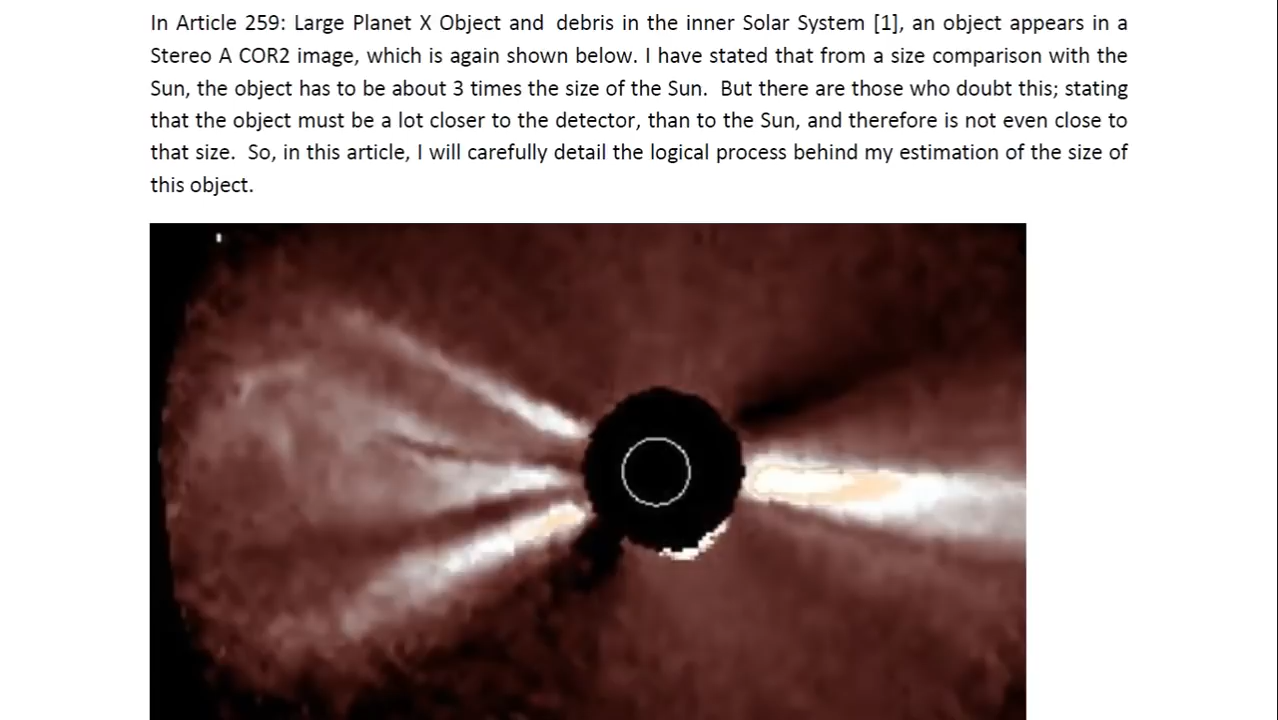 In Article 259: Large Planet X Object and debris in the inner Solar System [1], an object appears in a
Stereo A COR2 image, which is again shown below. I have stated that from a size comparison with the
Sun, the object has to be about 3 times the size of the Sun. But there are those who doubt this; stating
that the object must be a lot closer to the detector, than to the Sun, and therefore is not even close to
that size. So, in this article, I will carefully detail the logical process behind my estimation of the size of
this object.